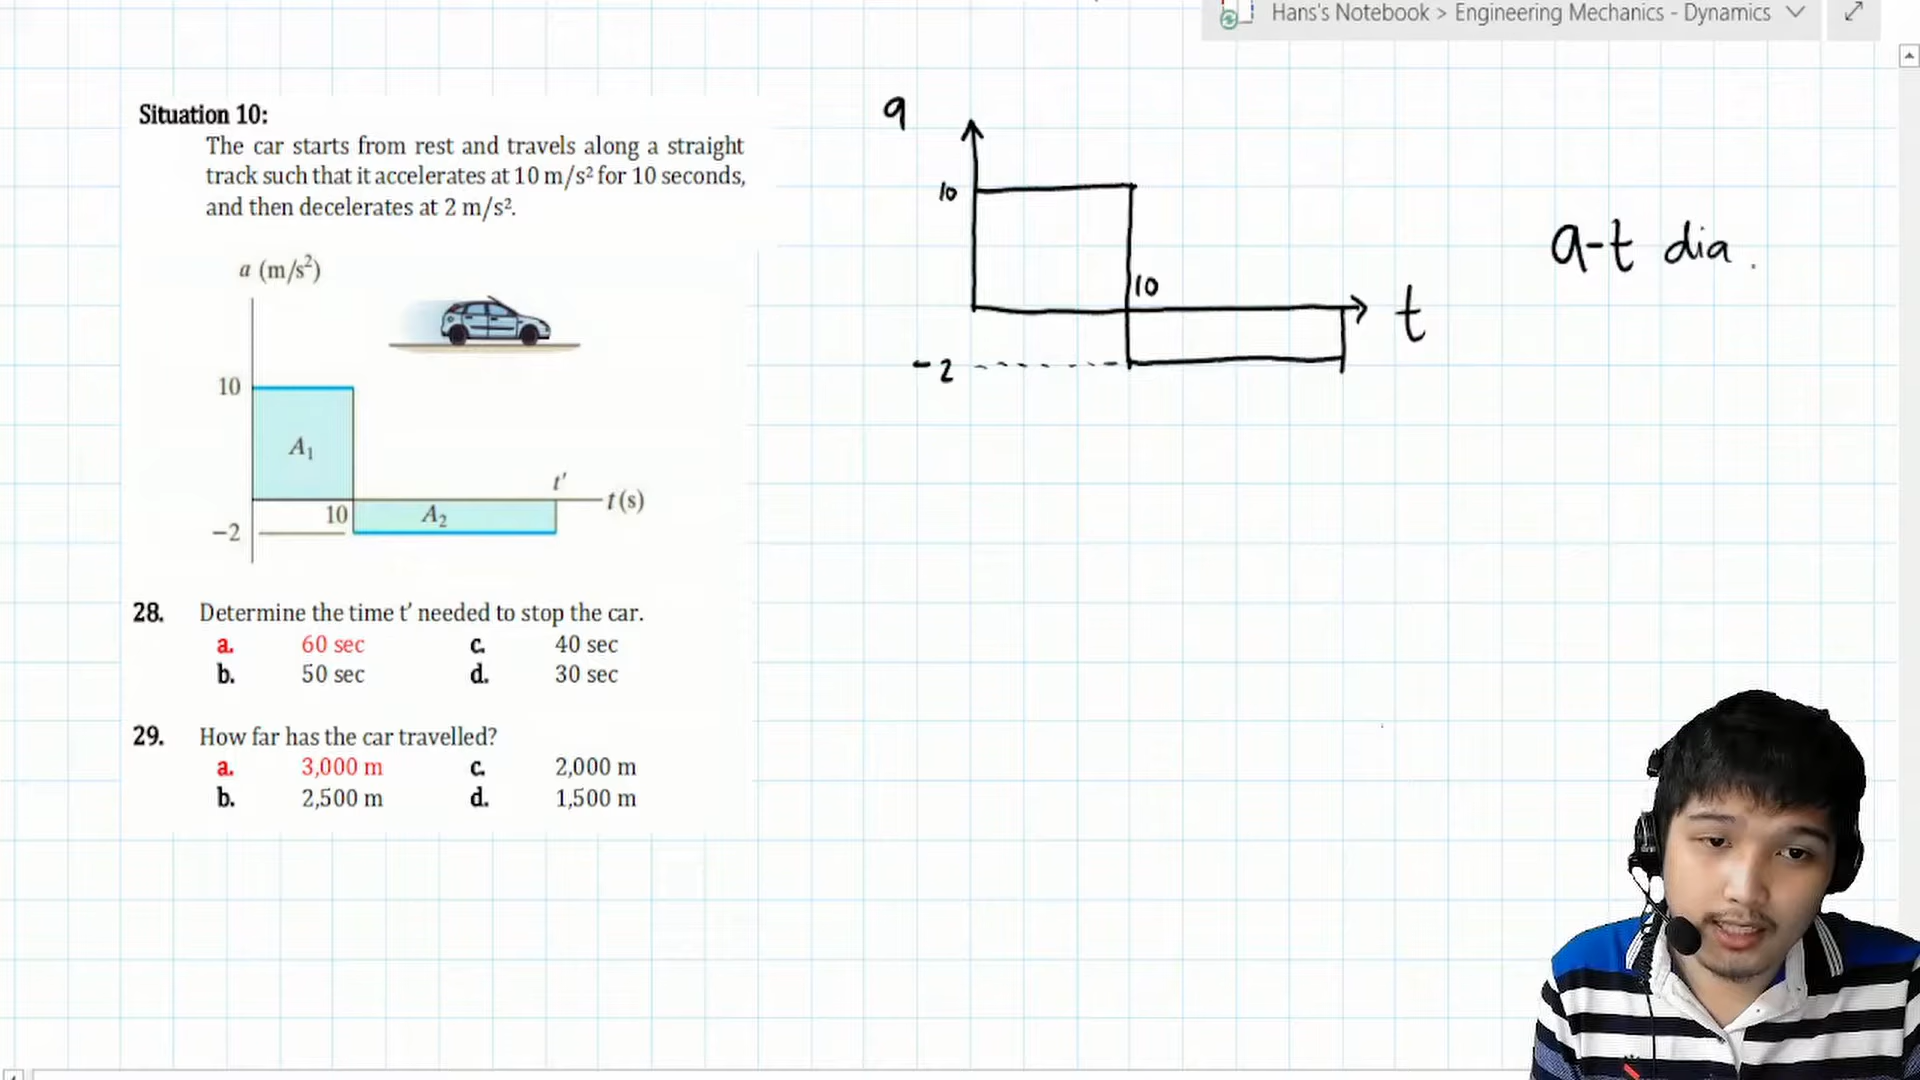 Hans's Notebook > Engineering Mechanics - Dynamics
Situation 10:
The car starts from rest and travels along a straight
track such that it accelerates at 10 m/s² for 10 seconds,
and then decelerates at 2 m/s².
a (m/s²)
10
A₁
t'
t (s)
10
A₂
−2
28. Determine the time t' needed to stop the car.
a. 60 sec c. 40 sec
b. 50 sec d. 30 sec
29. How far has the car travelled?
a. 3,000 m c. 2,000 m
b. 2,500 m d. 1,500 m
a
10
10
t
-2
a-t dia.